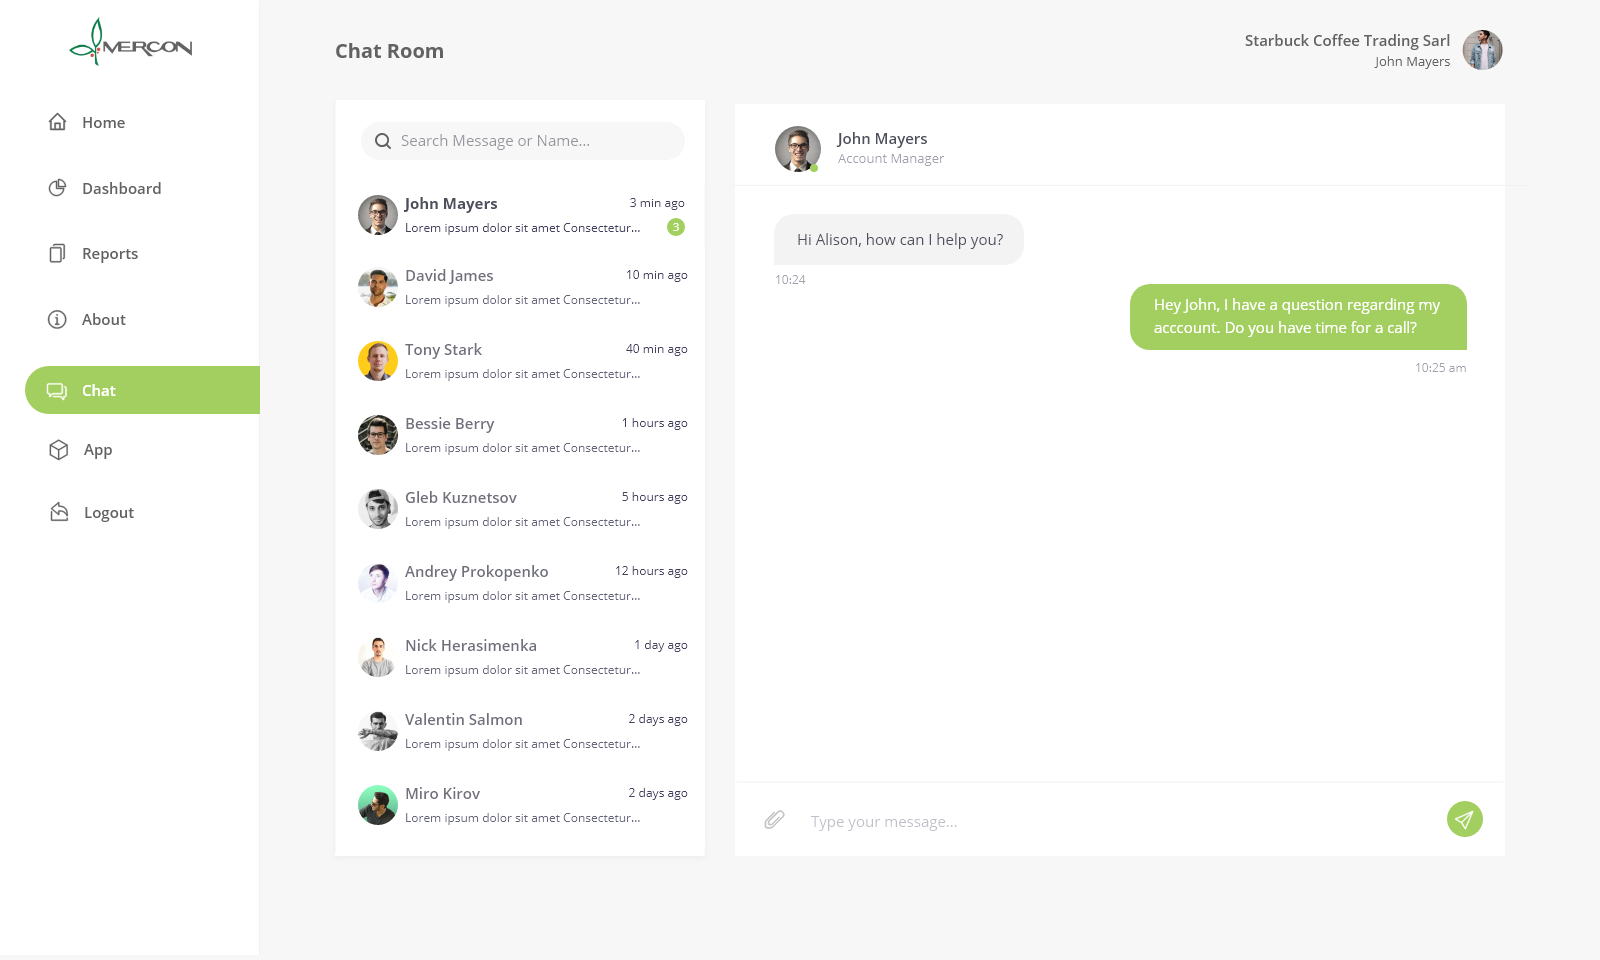 MERCON
Home
Dashboard
Reports
About
Chat
App
Logout
Chat Room
Starbuck Coffee Trading Sarl
John Mayers
Search Message or Name...
John Mayers
3 min ago
Lorem ipsum dolor sit amet Consectetur...
3
David James
10 min ago
Lorem ipsum dolor sit amet Consectetur...
Tony Stark
40 min ago
Lorem ipsum dolor sit amet Consectetur...
Bessie Berry
1 hours ago
Lorem ipsum dolor sit amet Consectetur...
Gleb Kuznetsov
5 hours ago
Lorem ipsum dolor sit amet Consectetur...
Andrey Prokopenko
12 hours ago
Lorem ipsum dolor sit amet Consectetur...
Nick Herasimenka
1 day ago
Lorem ipsum dolor sit amet Consectetur...
Valentin Salmon
2 days ago
Lorem ipsum dolor sit amet Consectetur...
Miro Kirov
2 days ago
Lorem ipsum dolor sit amet Consectetur...
John Mayers
Account Manager
Hi Alison, how can I help you?
10:24
Hey John, I have a question regarding my
acccount. Do you have time for a call?
10:25 am
Type your message...